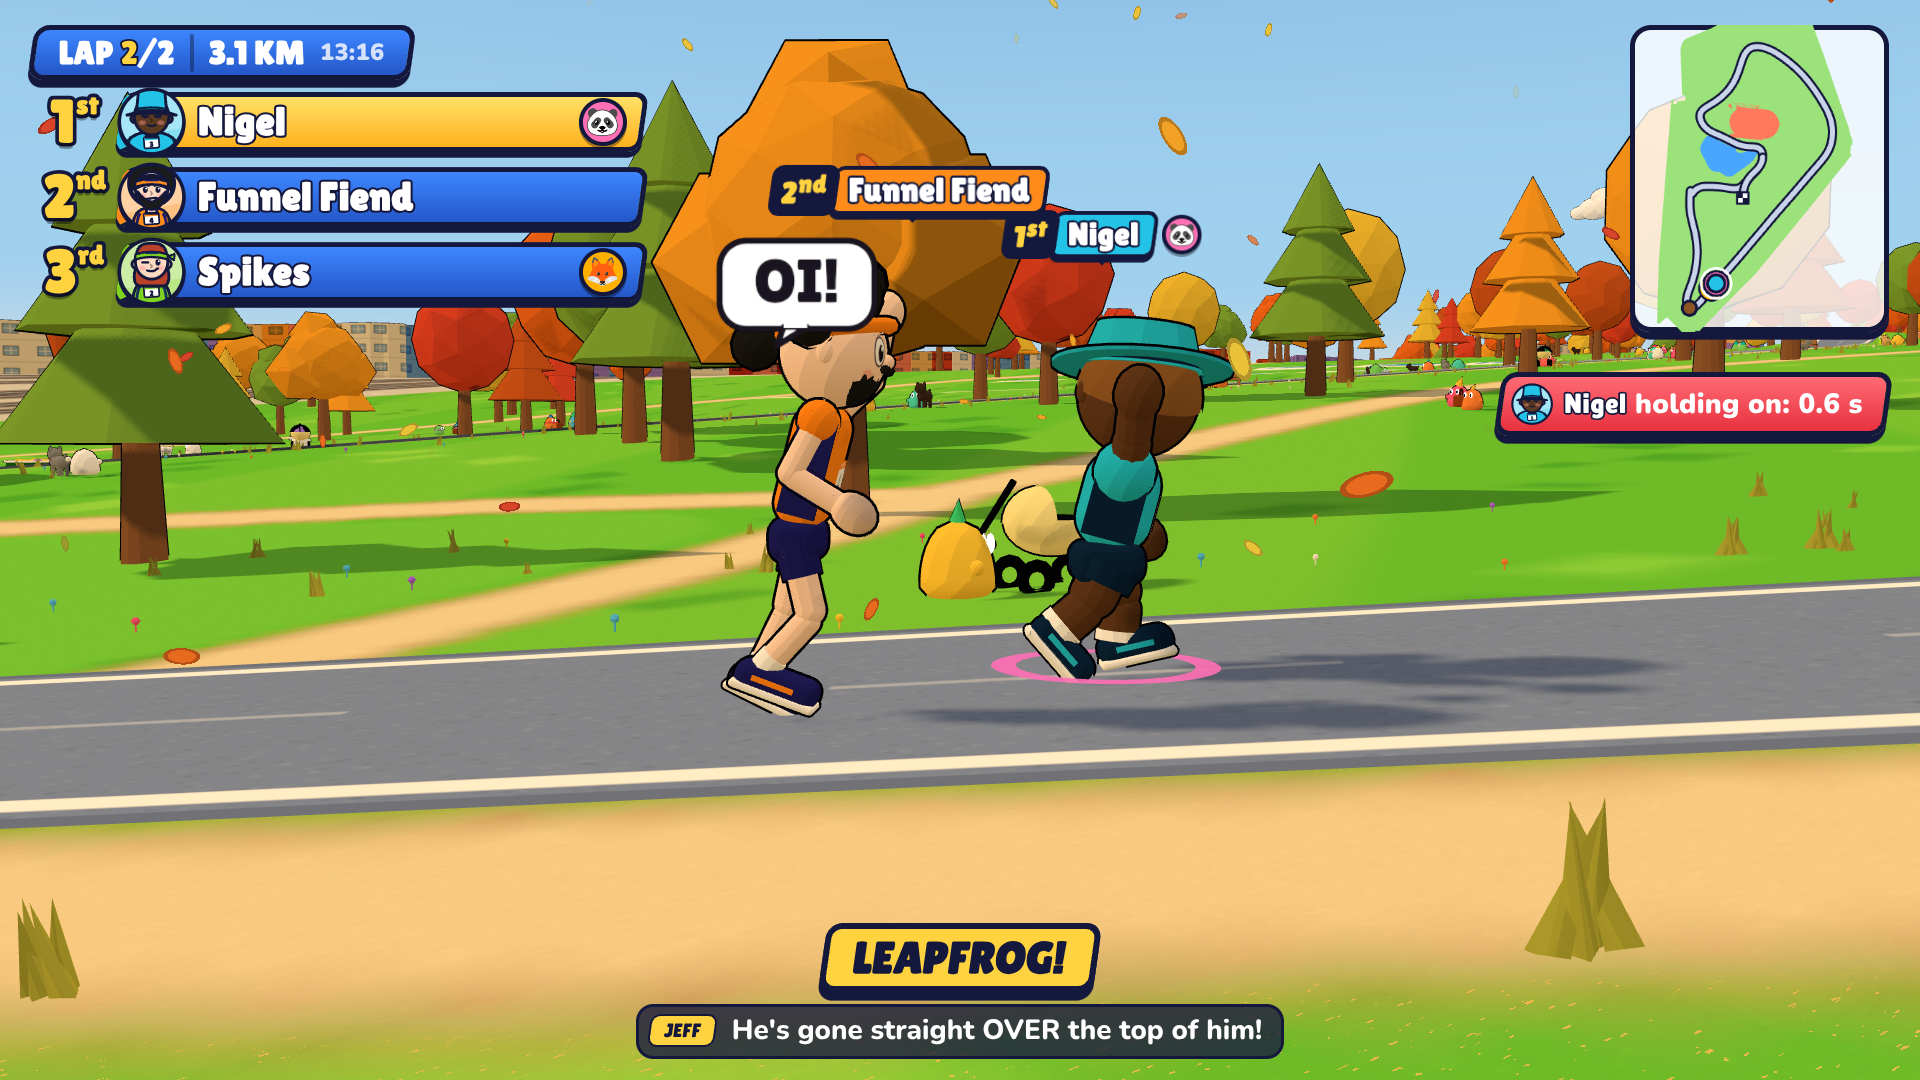 LAP 2/2 3.1 KM 13:16
1st Nigel
2nd Funnel Fiend
3rd Spikes
2nd Funnel Fiend
1st Nigel
OI!
Nigel holding on: 0.6 s
LEAPFROG!
JEFF He's gone straight OVER the top of him!